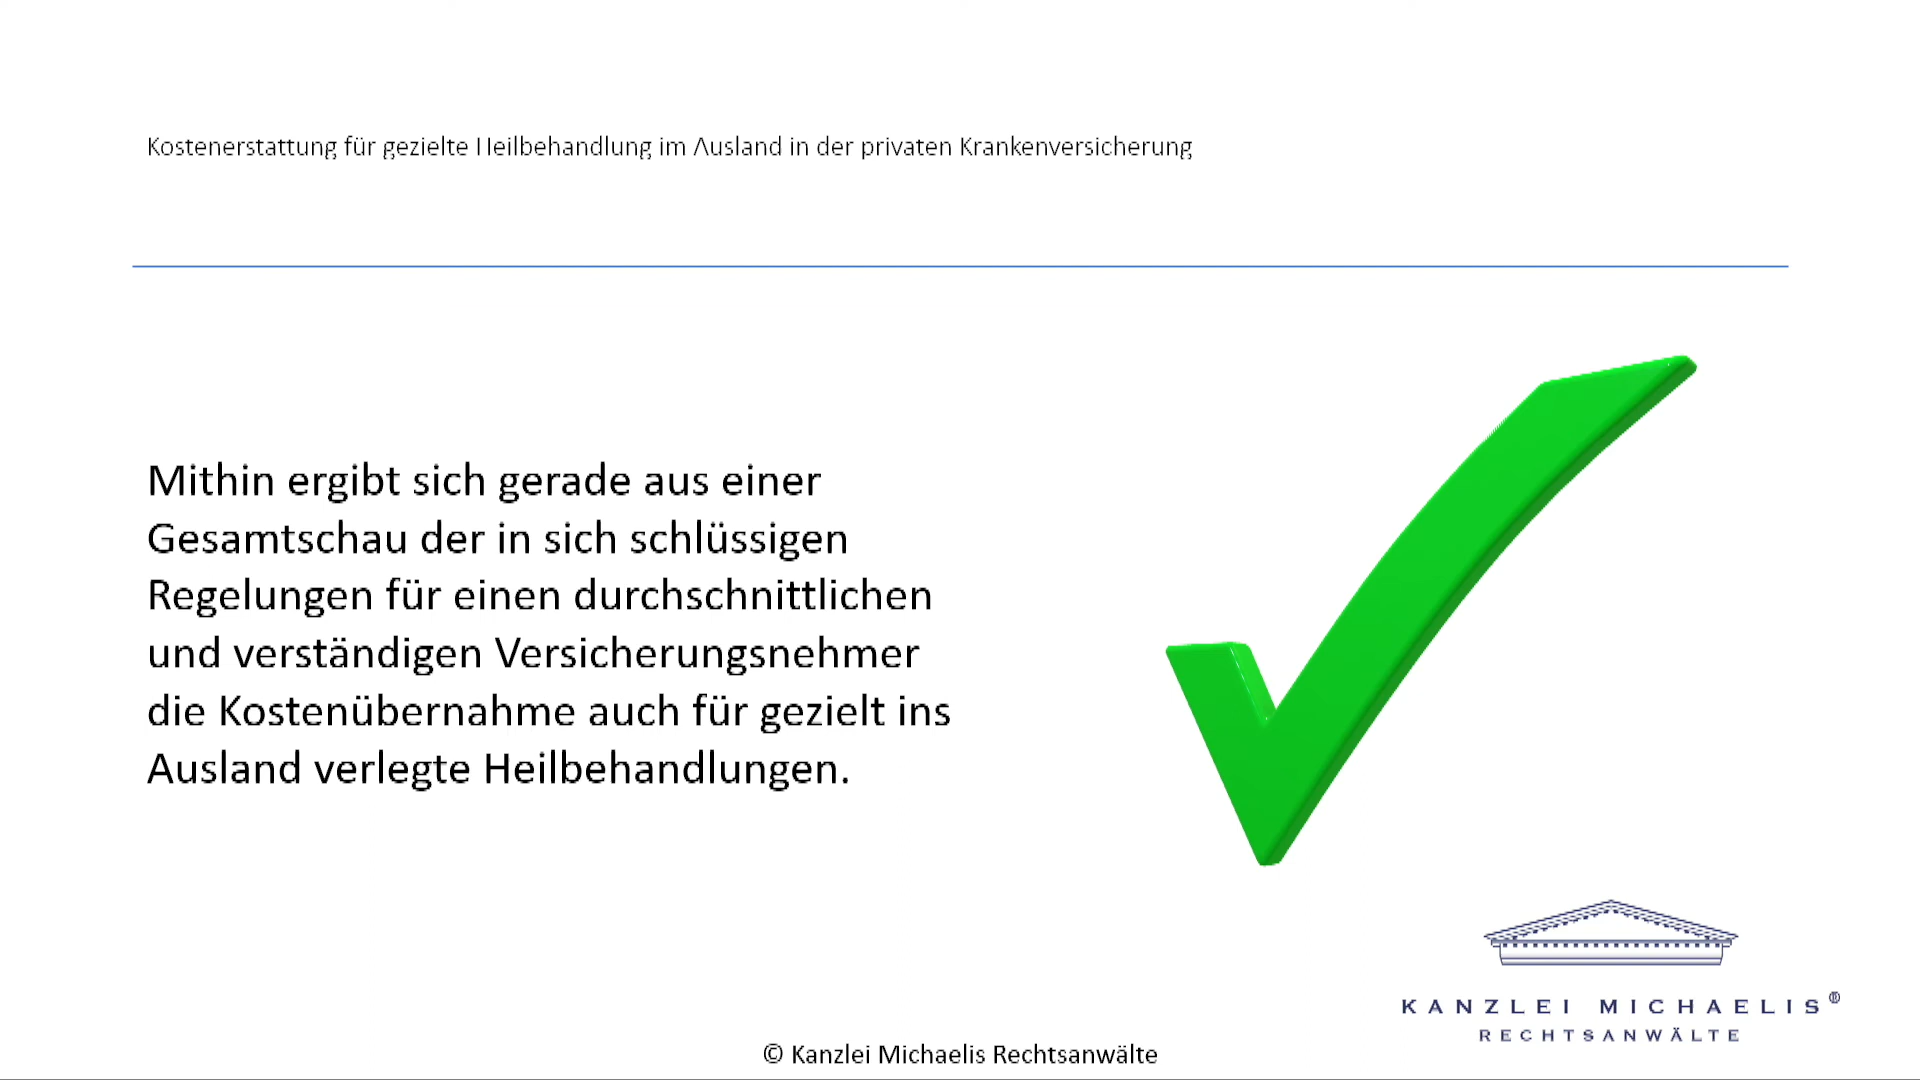 Kostenerstattung für gezielte Heilbehandlung im Ausland in der privaten Krankenversicherung
Mithin ergibt sich gerade aus einer
Gesamtschau der in sich schlüssigen
Regelungen für einen durchschnittlichen
und verständigen Versicherungsnehmer
die Kostenübernahme auch für gezielt ins
Ausland verlegte Heilbehandlungen.
KANZLEI MICHAELIS®
RECHTSANWÄLTE
© Kanzlei Michaelis Rechtsanwälte